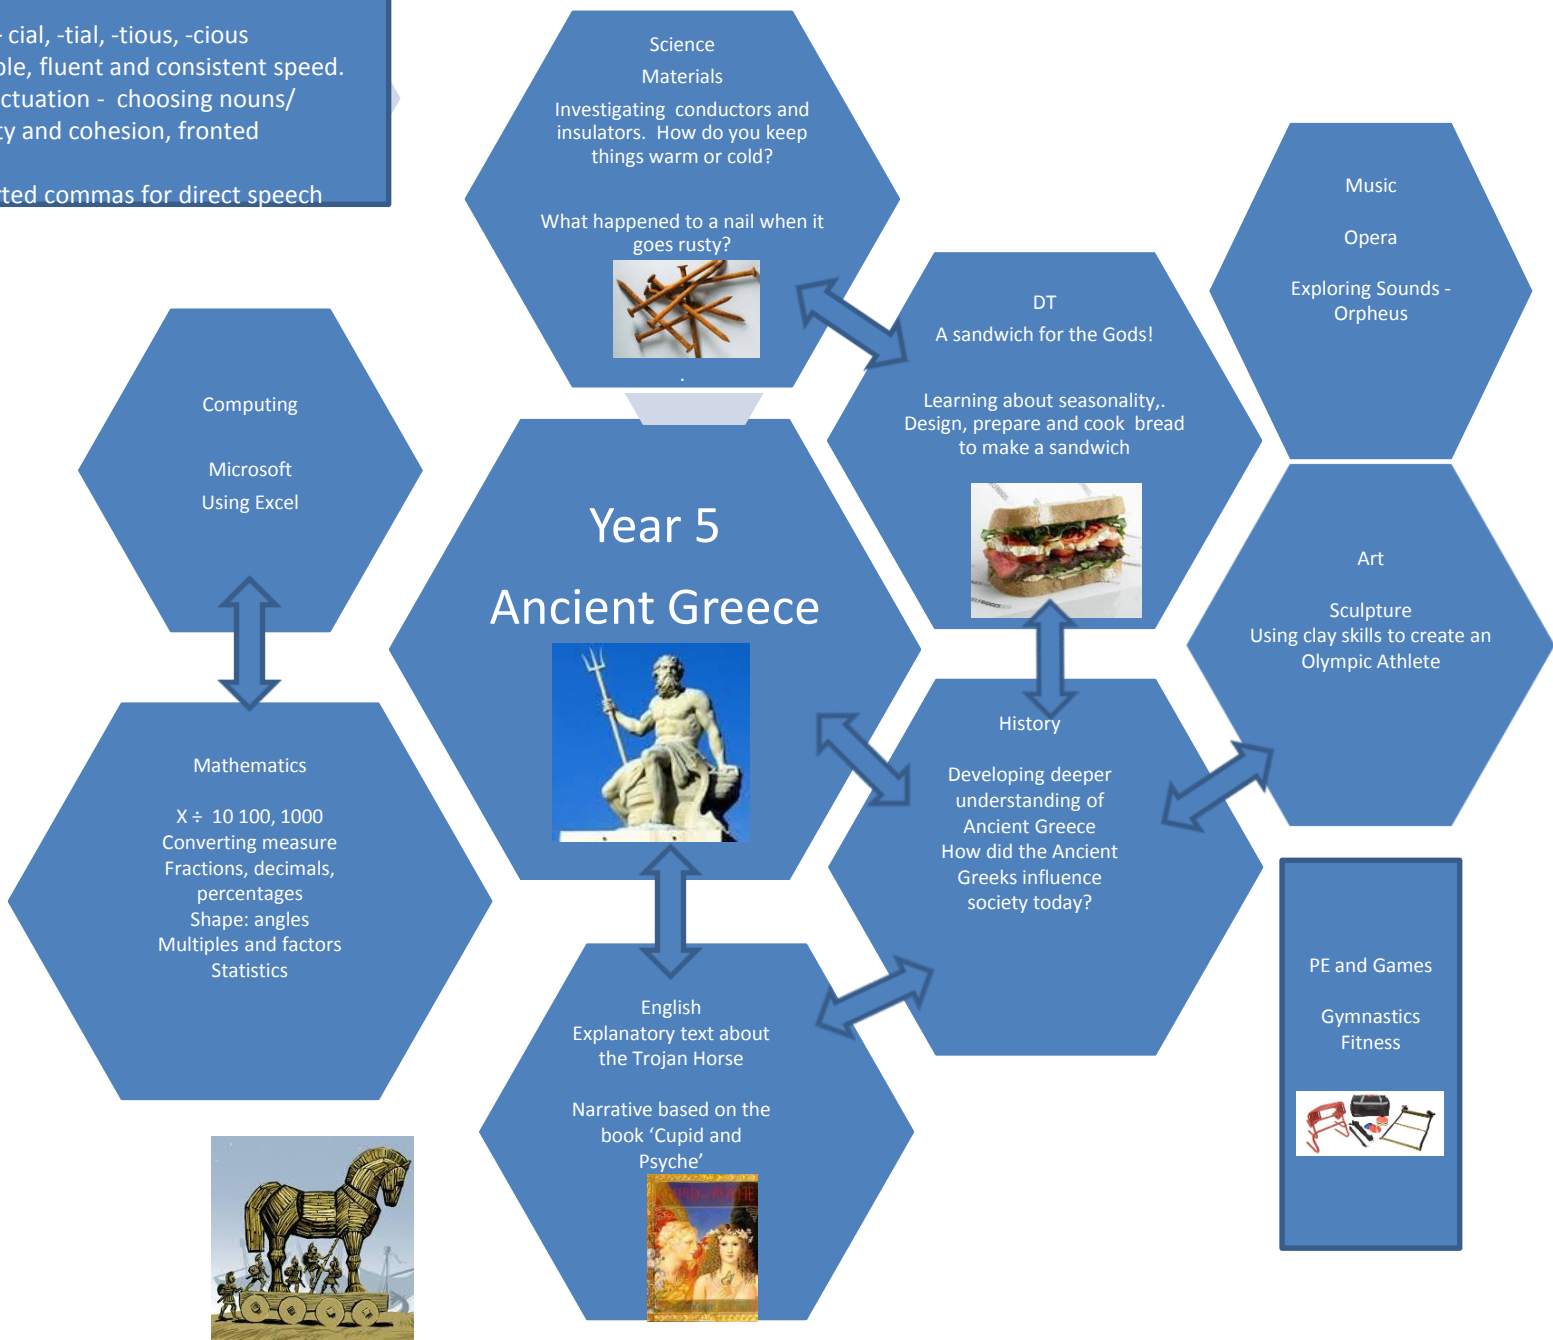 - cial, -tial, -tious, -cious
fluent and consistent speed.
choosing nouns/
and cohesion, fronted
commas for direct speech
Science
Materials
Investigating conductors and
insulators. How do you keep
things warm or cold?
What happened to a nail when it
goes rusty?
.
Music
Opera
Exploring Sounds -
Orpheus
DT
A sandwich for the Gods!
Learning about seasonality,.
Design, prepare and cook bread
to make a sandwich
Computing
Microsoft
Using Excel
Year 5
Ancient Greece
Art
Sculpture
Using clay skills to create an
Olympic Athlete
History
Developing deeper
understanding of
Ancient Greece
How did the Ancient
Greeks influence
society today?
Mathematics
X ÷ 10 100, 1000
Converting measure
Fractions, decimals,
percentages
Shape: angles
Multiples and factors
Statistics
English
Explanatory text about
the Trojan Horse
Narrative based on the
book ‘Cupid and
Psyche’
PE and Games
Gymnastics
Fitness